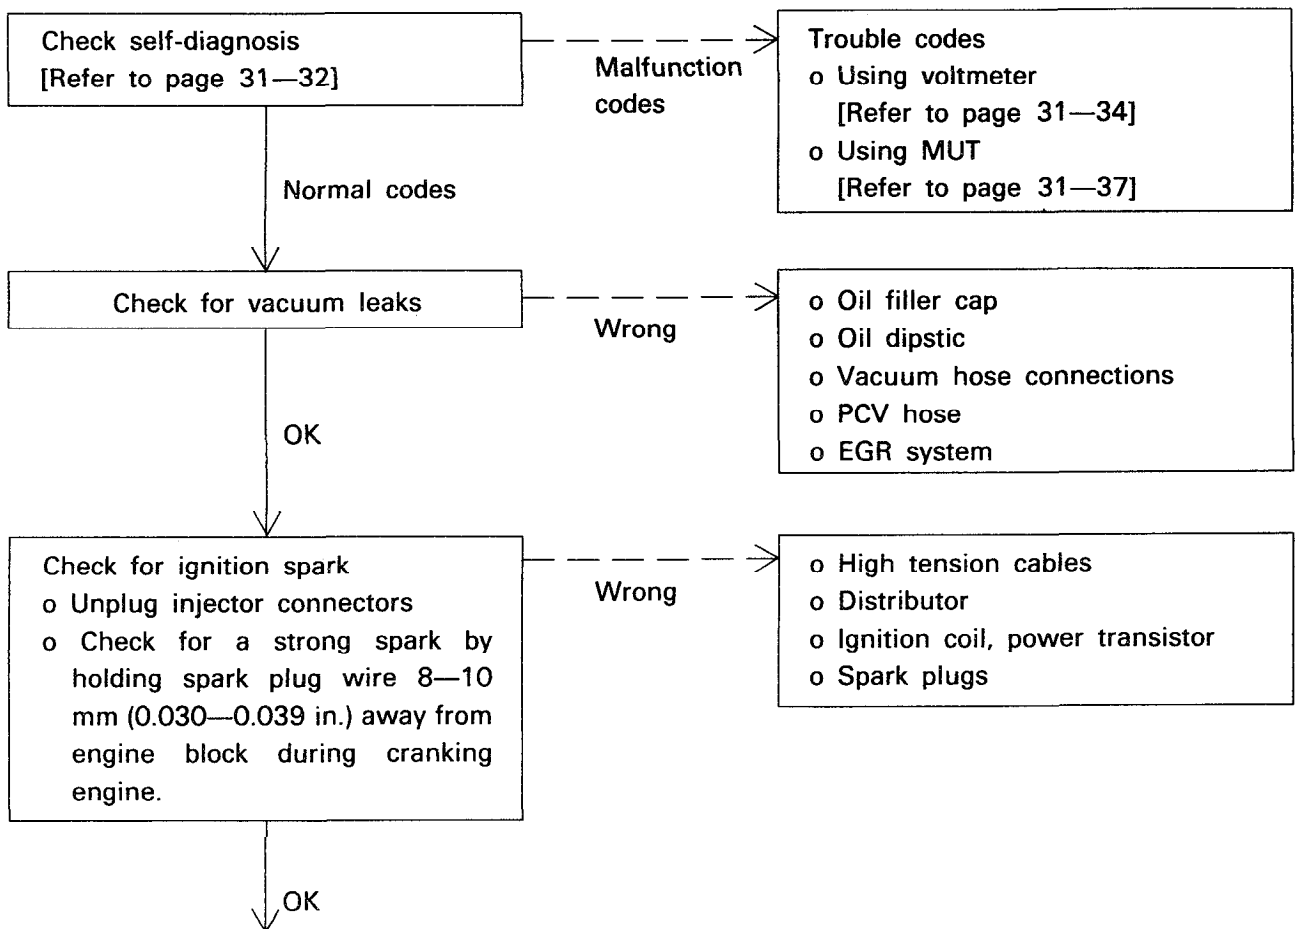 Check self-diagnosis
[Refer to page 31—32]
Malfunction
codes
Trouble codes
o Using voltmeter
[Refer to page 31—34]
o Using MUT
[Refer to page 31—37]
Normal codes
Check for vacuum leaks
Wrong
o Oil filler cap
o Oil dipstic
o Vacuum hose connections
o PCV hose
o EGR system
OK
Check for ignition spark
o Unplug injector connectors
o Check for a strong spark by
holding spark plug wire 8—10
mm (0.030—0.039 in.) away from
engine block during cranking
engine.
Wrong
o High tension cables
o Distributor
o Ignition coil, power transistor
o Spark plugs
OK